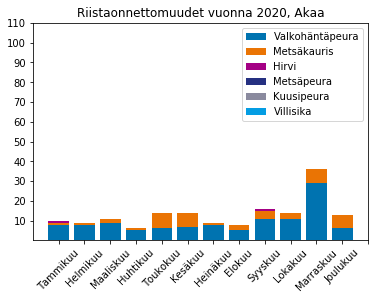 Riistaonnettomuudet vuonna 2020, Akaa
Valkohäntäpeura
Metsäkauris
Hirvi
Metsäpeura
Kuusipeura
Villisika
110
100
90
80
70
60
50
40
30
20
10
Tammikuu
Helmikuu
Maaliskuu
Huhtikuu
Toukokuu
Kesäkuu
Heinäkuu
Elokuu
Syyskuu
Lokakuu
Marraskuu
Joulukuu